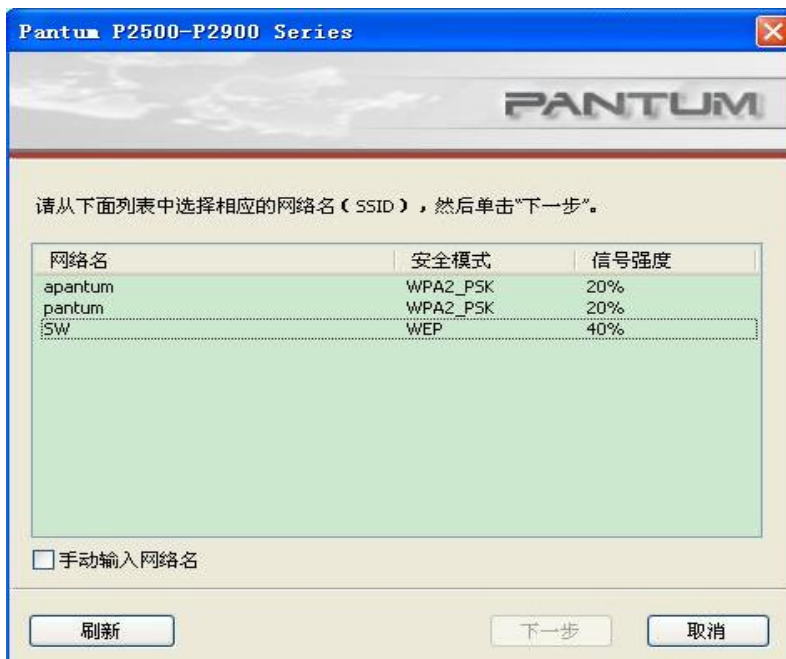 Pantum P2500-P2900 Series
PANTUM
请从下面列表中选择相应的网络名（SSID），然后单击“下一步”。
网络名 安全模式 信号强度
apantum WPA2_PSK 20%
pantum WPA2_PSK 20%
SW WEP 40%
手动输入网络名
刷新 下一步 取消